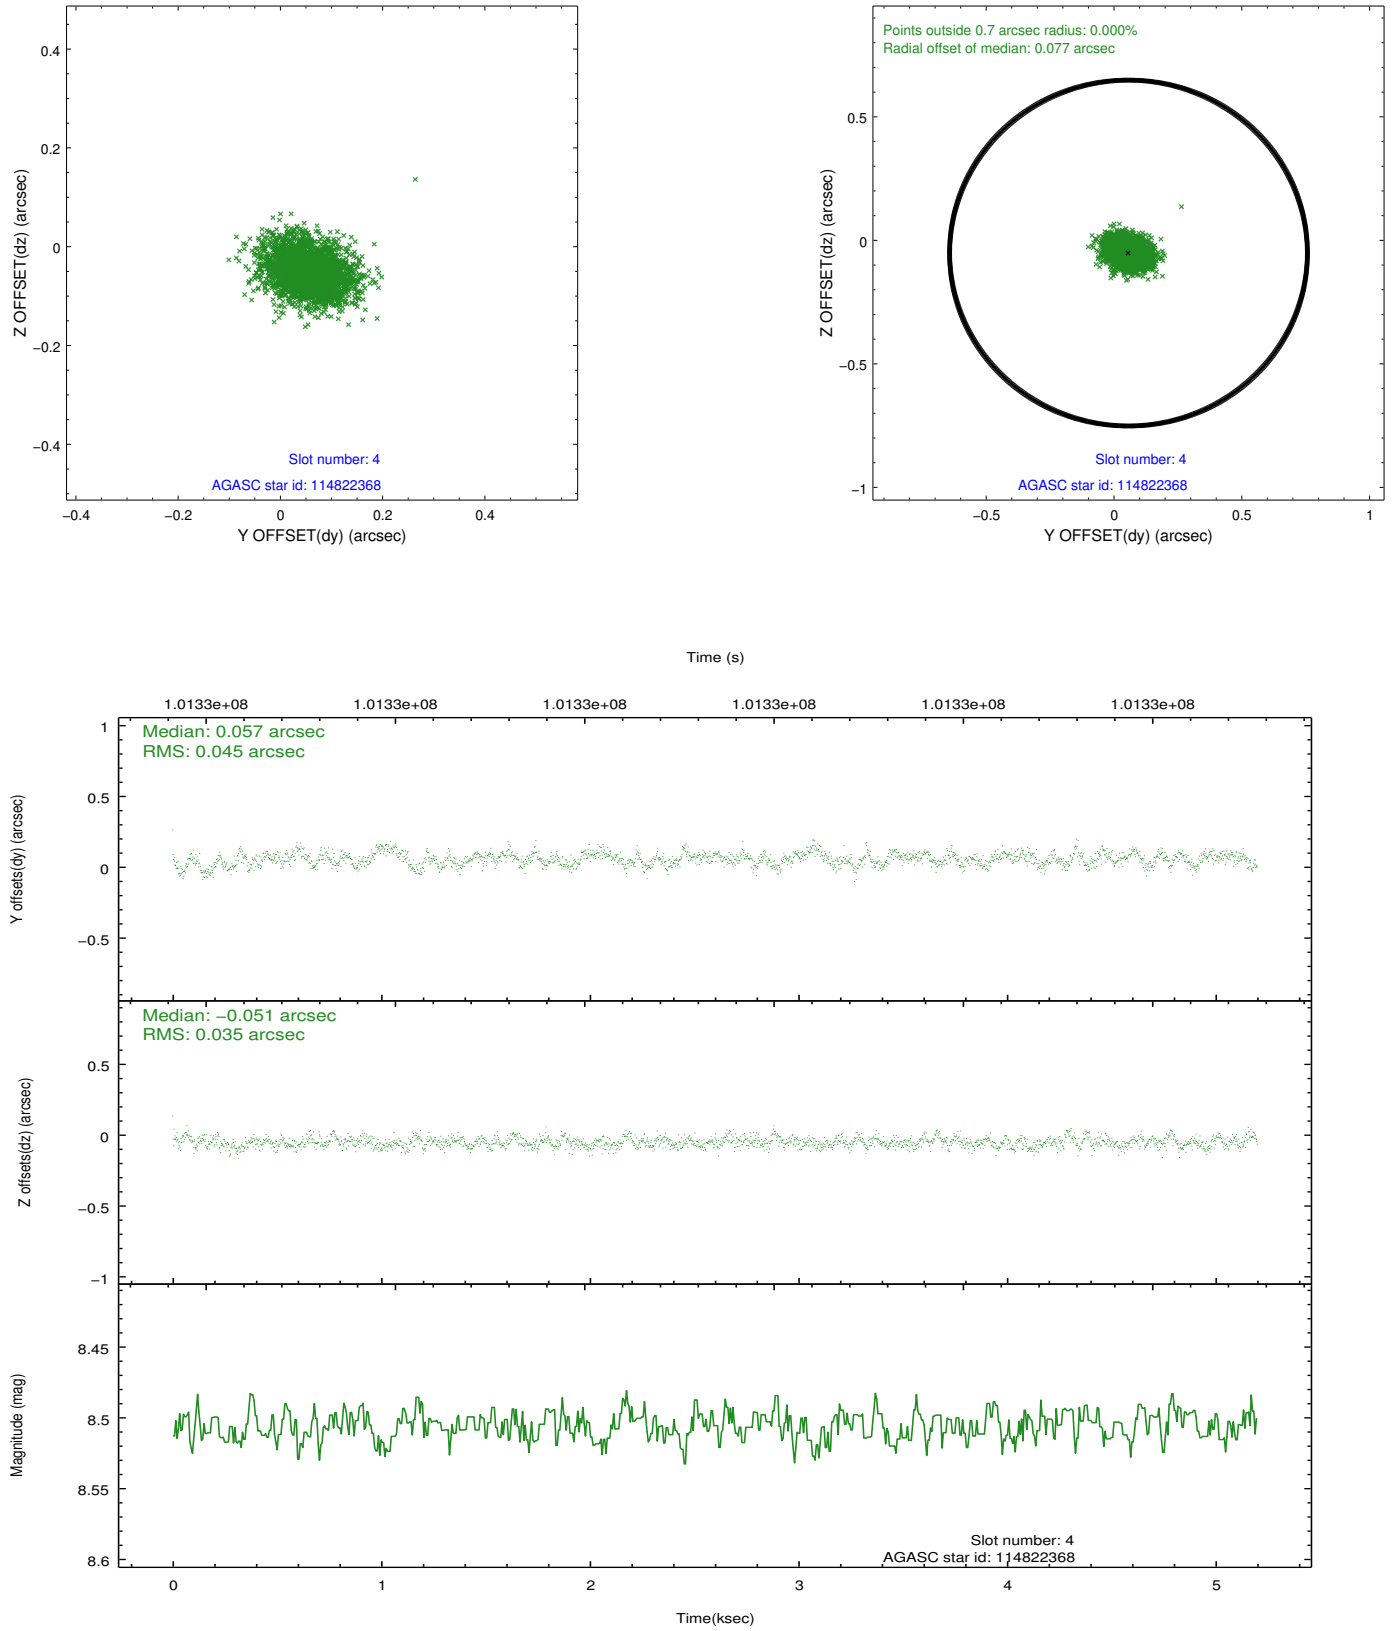 0.4
0.2
0
−0.2
−0.4
Z OFFSET(dz) (arcsec)
Slot number: 4
AGASC star id: 114822368
−0.4 −0.2 0 0.2 0.4
Y OFFSET(dy) (arcsec)
Points outside 0.7 arcsec radius: 0.000%
Radial offset of median: 0.077 arcsec
0.5
0
−0.5
−1
Z OFFSET(dz) (arcsec)
Slot number: 4
AGASC star id: 114822368
−0.5 0 0.5 1
Y OFFSET(dy) (arcsec)
Time (s)
1.0133e+08 1.0133e+08 1.0133e+08 1.0133e+08 1.0133e+08 1.0133e+08
Median: 0.057 arcsec
RMS: 0.045 arcsec
1
0.5
0
−0.5
Y offsets(dy) (arcsec)
Median: −0.051 arcsec
RMS: 0.035 arcsec
0.5
0
−0.5
−1
Z offsets(dz) (arcsec)
8.45
8.5
8.55
8.6
Magnitude (mag)
Slot number: 4
AGASC star id: 114822368
0 1 2 3 4 5
Time(ksec)